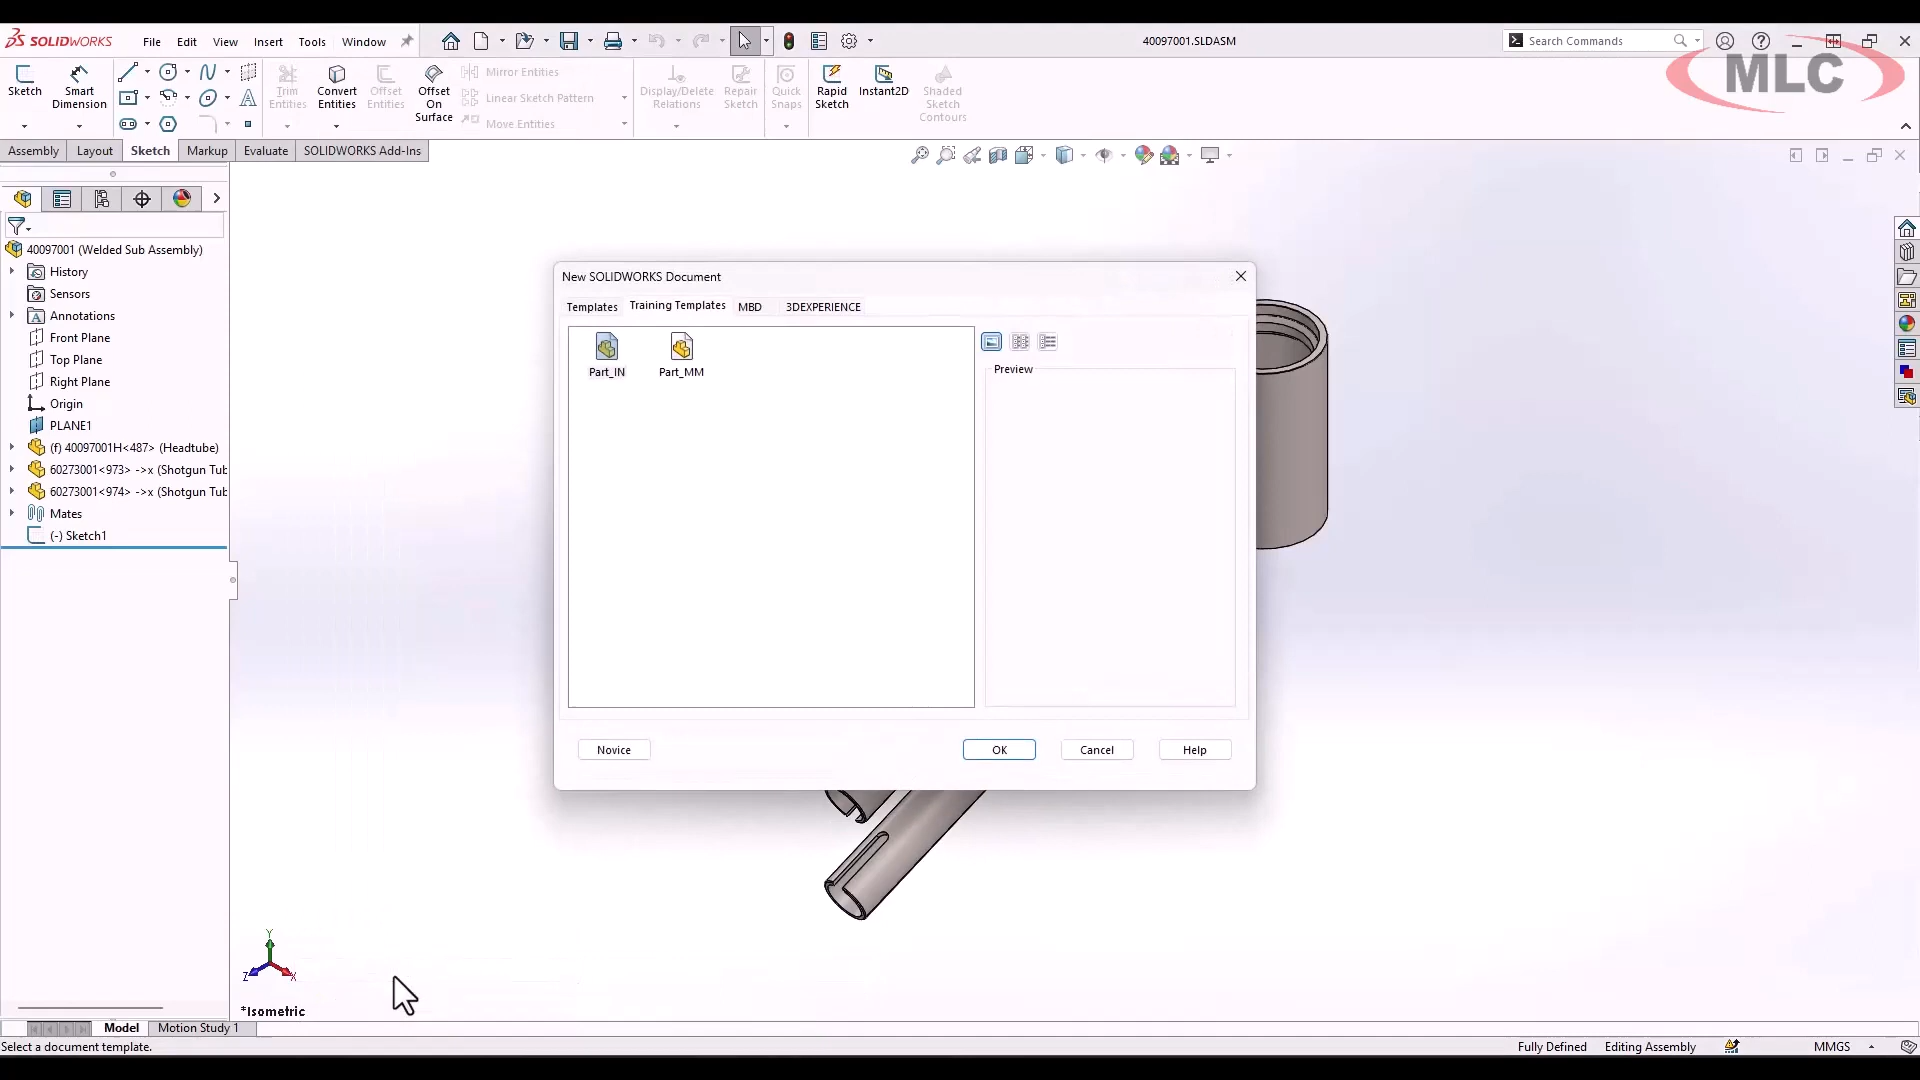 SOLIDWORKS
File Edit View Insert Tools Window
40097001.SLDASM
Search Commands
MLC
Sketch
Smart Dimension
Trim Entities
Convert Entities
Offset Entities
Offset On Surface
Mirror Entities
Linear Sketch Pattern
Move Entities
Display/Delete Relations
Repair Sketch
Quick Snaps
Rapid Sketch
Instant2D
Shaded Sketch Contours
Assembly Layout Sketch Markup Evaluate SOLIDWORKS Add-Ins
40097001 (Welded Sub Assembly)
History
Sensors
Annotations
Front Plane
Top Plane
Right Plane
Origin
PLANE1
(f) 40097001H<487> (Headtube)
60273001<973> ->x (Shotgun Tub
60273001<974> ->x (Shotgun Tub
Mates
(-) Sketch1
New SOLIDWORKS Document
Templates Training Templates MBD 3DEXPERIENCE
Part_IN Part_MM
Preview
Novice OK Cancel Help
Y
Z X
*Isometric
Model Motion Study 1
Select a document template.
Fully Defined Editing Assembly MMGS